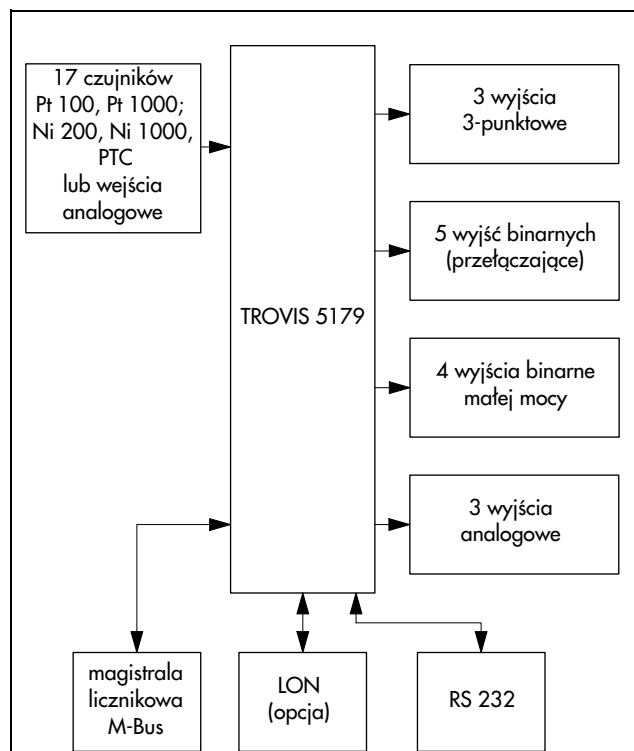 17 czujników
Pt 100, Pt 1000;
Ni 200, Ni 1000,
PTC
lub wejścia
analogowe
TROVIS 5179
3 wyjścia
3-punktowe
5 wyjść binarnych
(przełączające)
4 wyjścia binarne
małej mocy
3 wyjścia
analogowe
magistrala
licznikowa
M-Bus
LON
(opcja)
RS 232